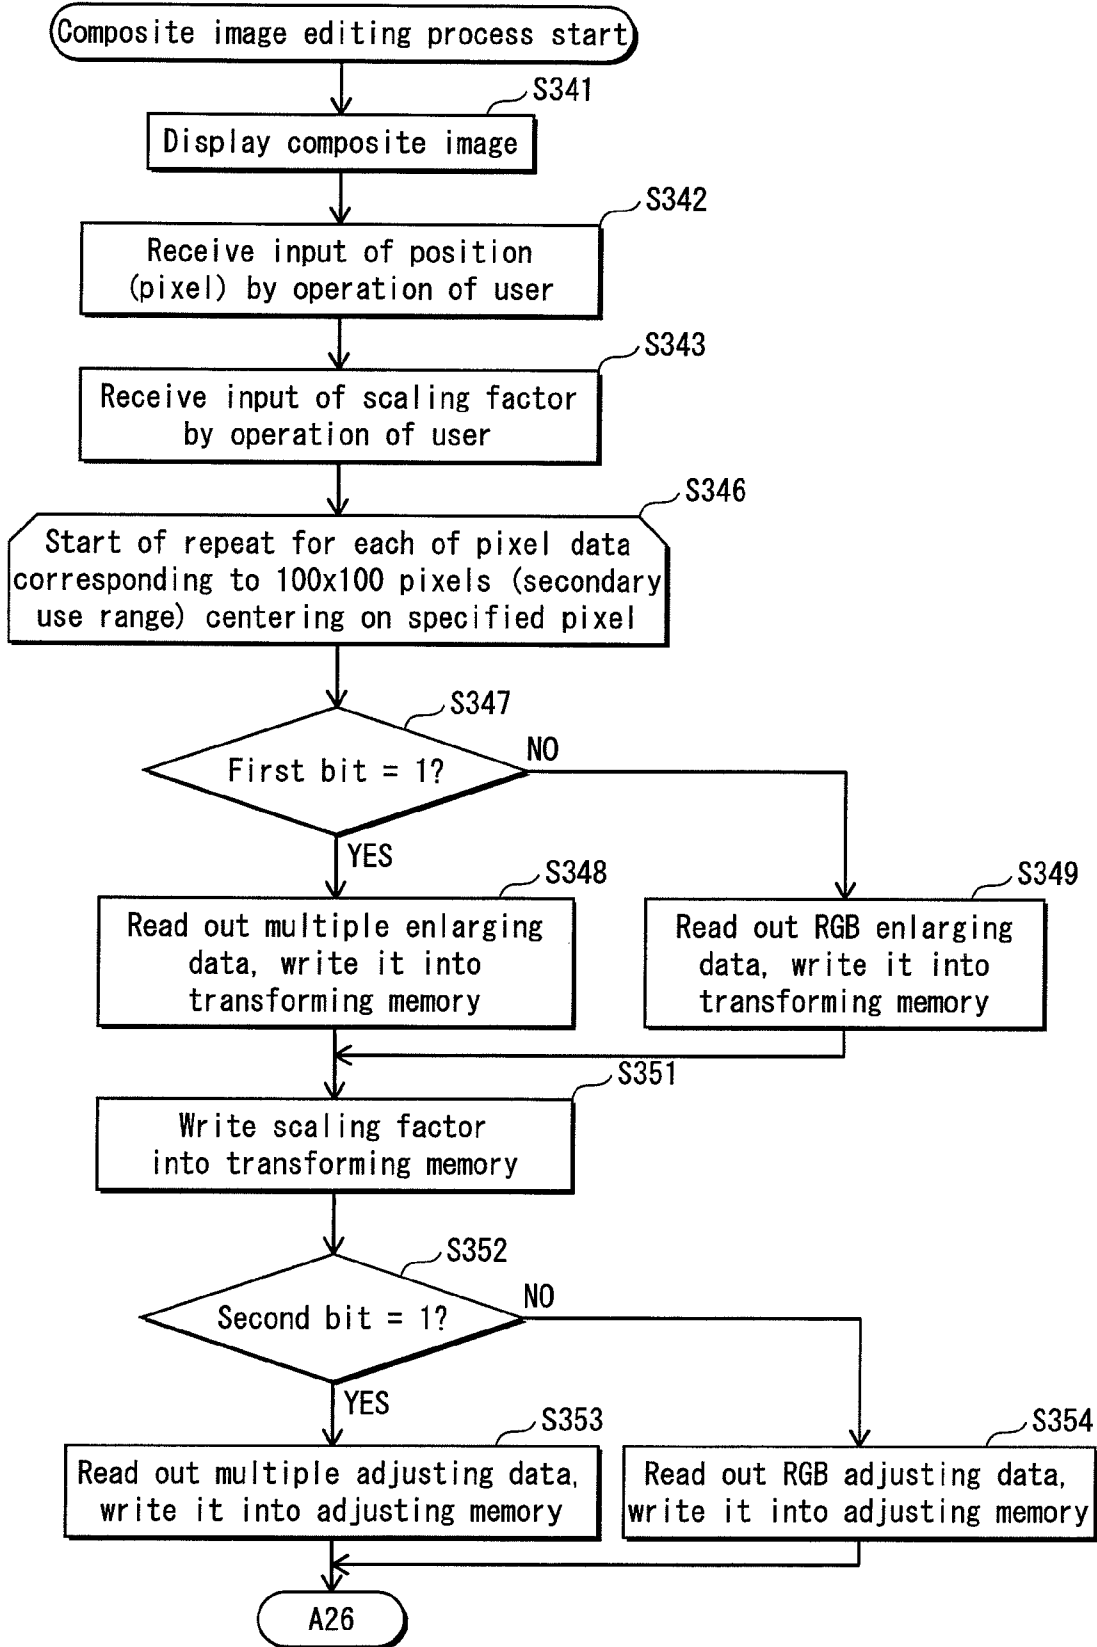 Composite image editing process start
S341
Display composite image
S342
Receive input of position
(pixel) by operation of user
S343
Receive input of scaling factor
by operation of user
S346
Start of repeat for each of pixel data
corresponding to 100x100 pixels (secondary
use range) centering on specified pixel
S347
First bit = 1?
NO
YES
S348
Read out multiple enlarging
data, write it into
transforming memory
S349
Read out RGB enlarging
data, write it into
transforming memory
S351
Write scaling factor
into transforming memory
S352
Second bit = 1?
NO
YES
S353
Read out multiple adjusting data,
write it into adjusting memory
S354
Read out RGB adjusting data,
write it into adjusting memory
A26